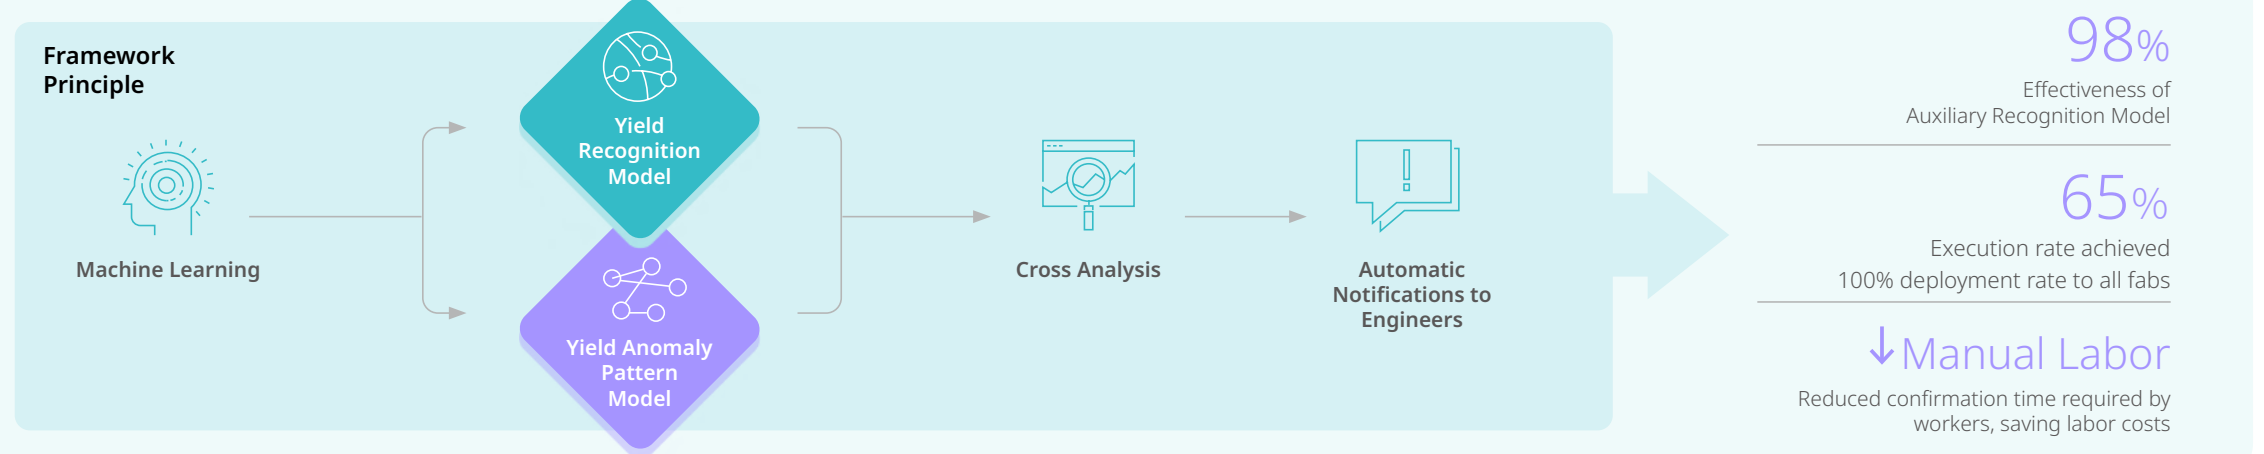 Framework
Principle
Machine Learning
Yield
Recognition
Model
Yield Anomaly
Pattern
Model
Cross Analysis
Automatic
Notifications to
Engineers
98%
Effectiveness of
Auxiliary Recognition Model
65%
Execution rate achieved
100% deployment rate to all fabs
↓Manual Labor
Reduced confirmation time required by
workers, saving labor costs